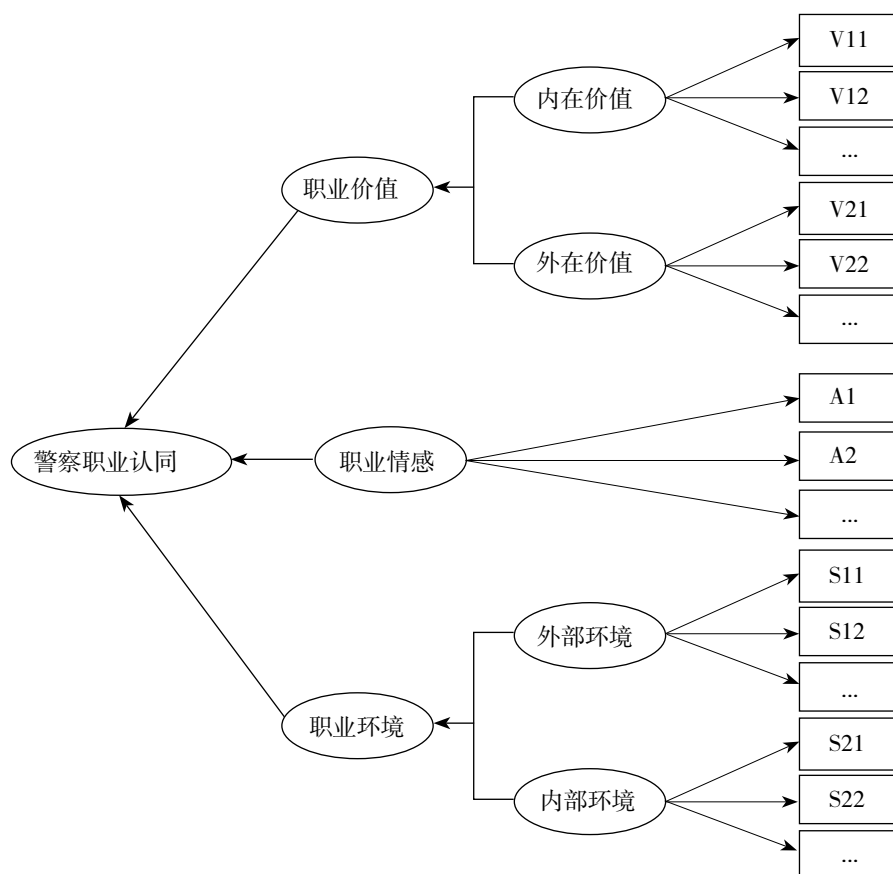 V11
内在价值
V12
...
职业价值
V21
外在价值
V22
...
A1
警察职业认同
职业情感
A2
...
S11
外部环境
S12
...
职业环境
S21
内部环境
S22
...